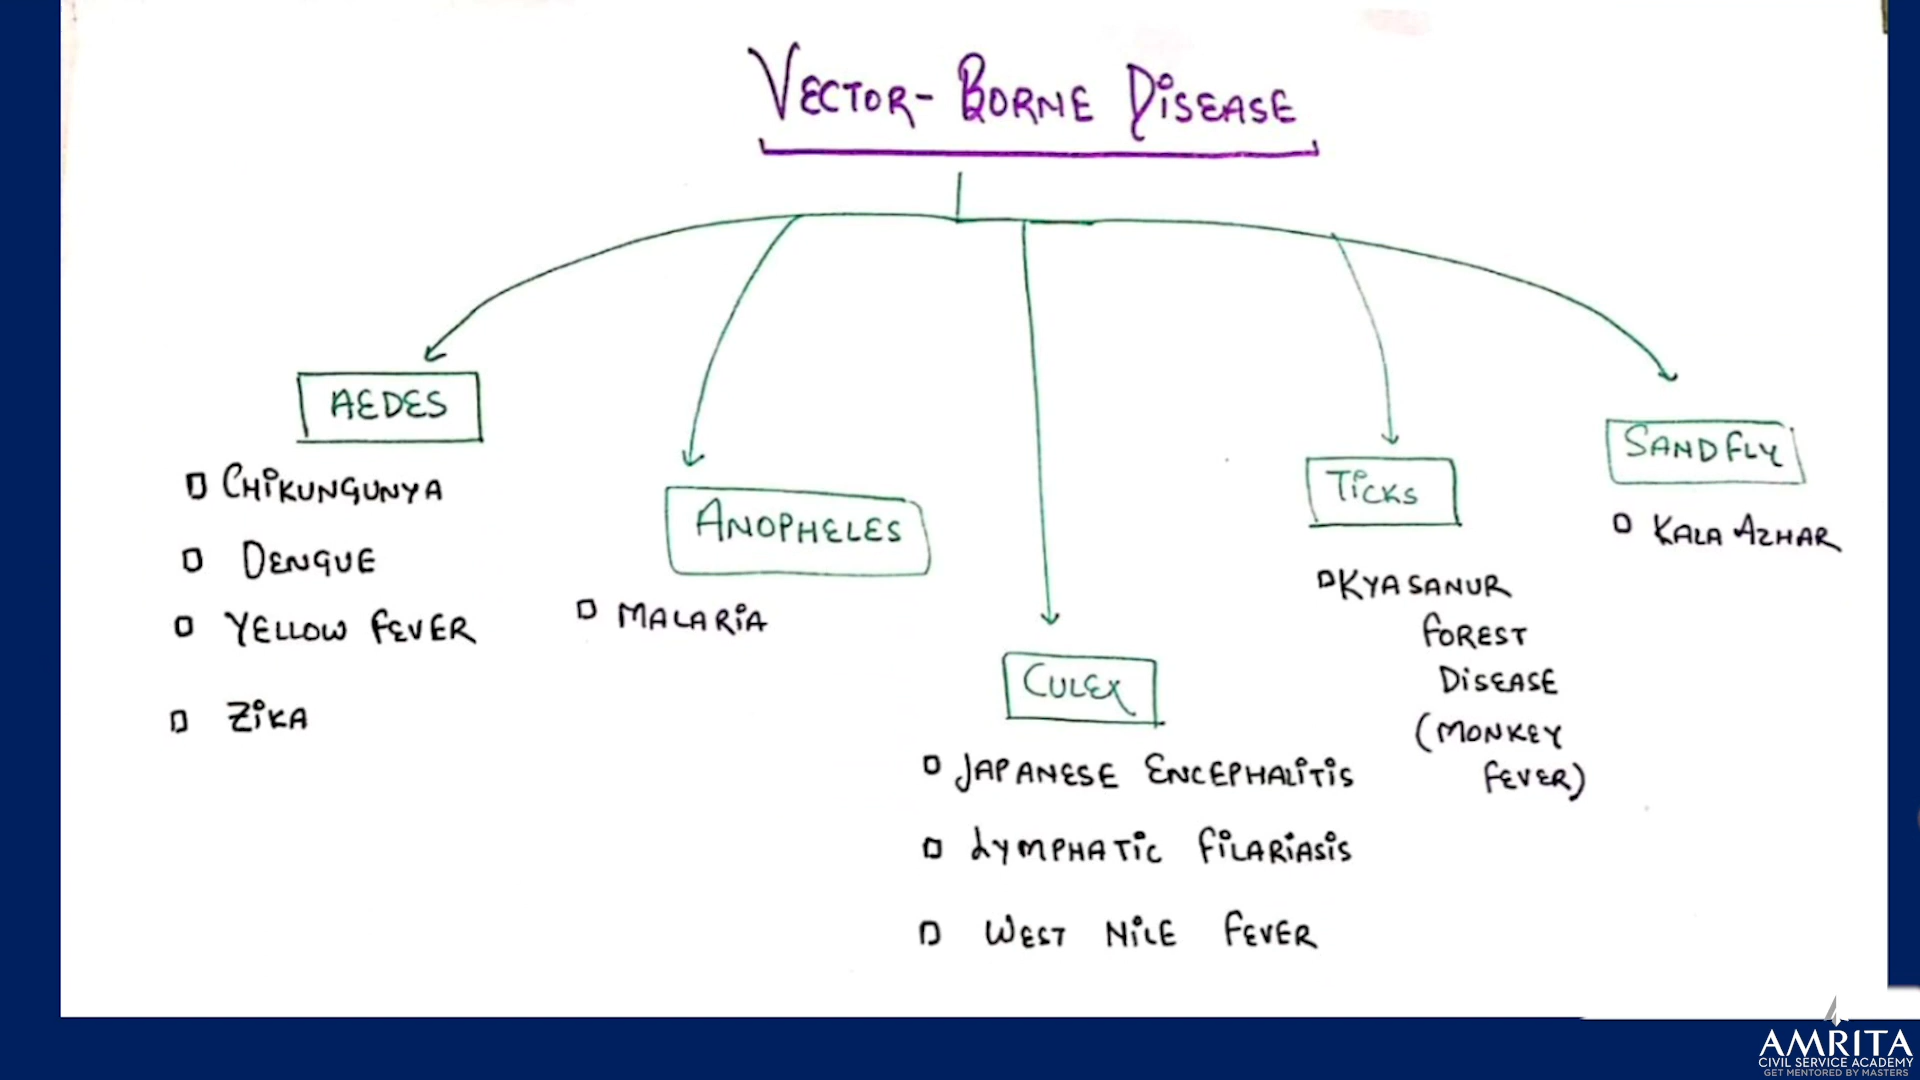 VECTOR-BORNE DISEASE
AEDES
CHIKUNGUNYA
DENGUE
YELLOW FEVER
ZIKA
ANOPHELES
MALARIA
CULEX
JAPANESE ENCEPHALITIS
LYMPHATIC FILARIASIS
WEST NILE FEVER
TICKS
KYASANUR
FOREST
DISEASE
(MONKEY
FEVER)
SANDFLY
KALA AZHAR
AMRITA
CIVIL SERVICE ACADEMY
GET MENTORED BY MASTERS